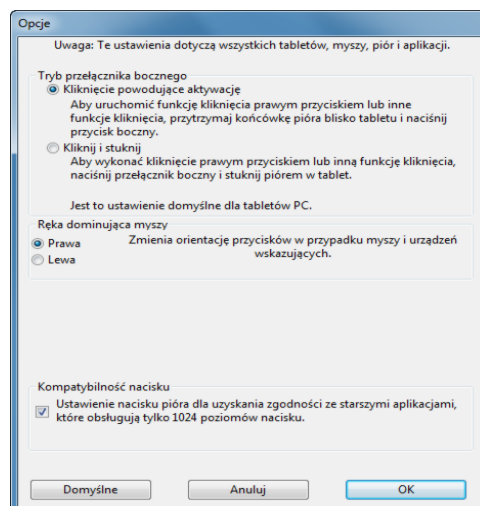 Opcje
Uwaga: Te ustawienia dotyczą wszystkich tabletów, myszy, piór i aplikacji.
Tryb przełącznika bocznego
Kliknięcie powodujące aktywację
Aby uruchomić funkcję kliknięcia prawym przyciskiem lub inne
funkcje kliknięcia, przytrzymaj końcówkę pióra blisko tabletu i naciśnij
przycisk boczny.
Kliknij i stuknij
Aby wykonać kliknięcie prawym przyciskiem lub inną funkcję kliknięcia,
naciśnij przełącznik boczny i stuknij piórem w tablet.
Jest to ustawienie domyślne dla tabletów PC.
Ręka dominująca myszy
Prawa
Zmienia orientację przycisków w przypadku myszy i urządzeń
wskazujących.
Lewa
Kompatybilność nacisku
Ustawienie nacisku pióra dla uzyskania zgodności ze starszymi aplikacjami,
które obsługują tylko 1024 poziomów nacisku.
Domyślne
Anuluj
OK